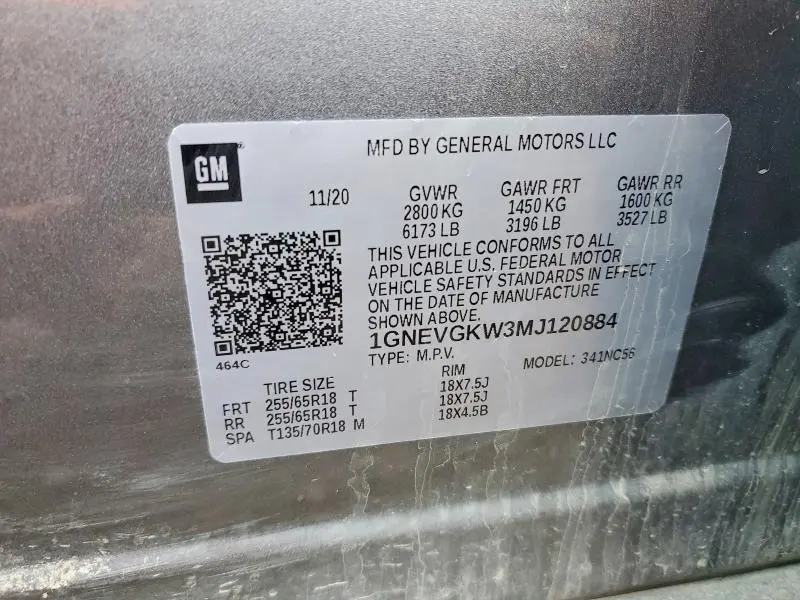 GM
MFD BY GENERAL MOTORS LLC
11/20
GVWR GAWR FRT GAWR RR
2800 KG 1450 KG 1600 KG
6173 LB 3196 LB 3527 LB
THIS VEHICLE CONFORMS TO ALL
APPLICABLE U.S. FEDERAL MOTOR
VEHICLE SAFETY STANDARDS IN EFFECT
ON THE DATE OF MANUFACTURE
SHOWN ABOVE.
1GNEVGKW3MJ120884
TYPE: M.P.V. MODEL: 341NC56
464C
TIRE SIZE RIM
FRT 255/65R18 T 18X7.5J
RR 255/65R18 T 18X7.5J
SPA T135/70R18 M 18X4.5B